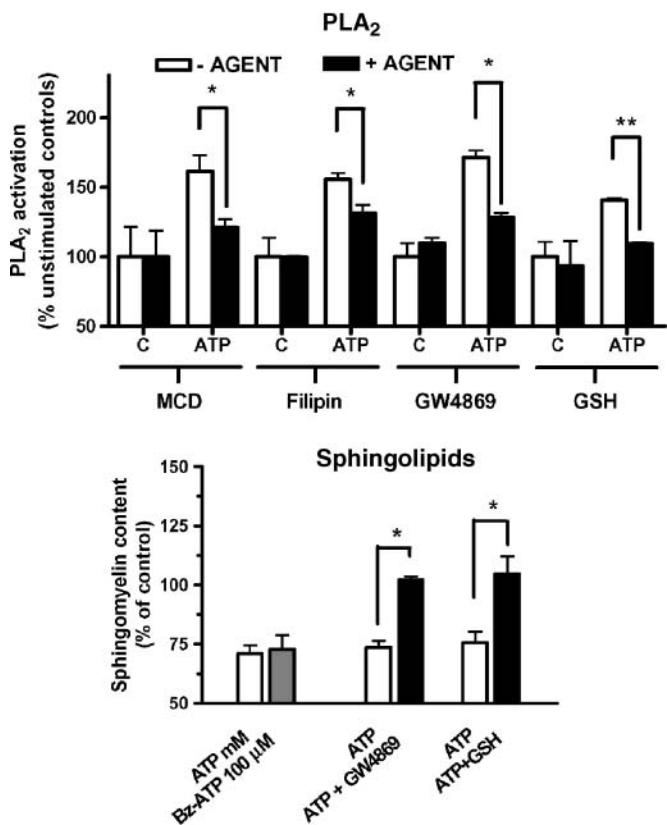 PLA₂
- AGENT + AGENT
* * * **
PLA₂ activation
(% unstimulated controls)
200
150
100
50
C ATP C ATP C ATP C ATP
MCD Filipin GW4869 GSH
Sphingolipids
Sphingomyelin content
(% of control)
150
125
100
75
50
* *
ATP mM
Bz-ATP 100 µM
ATP
ATP + GW4869
ATP
ATP+GSH